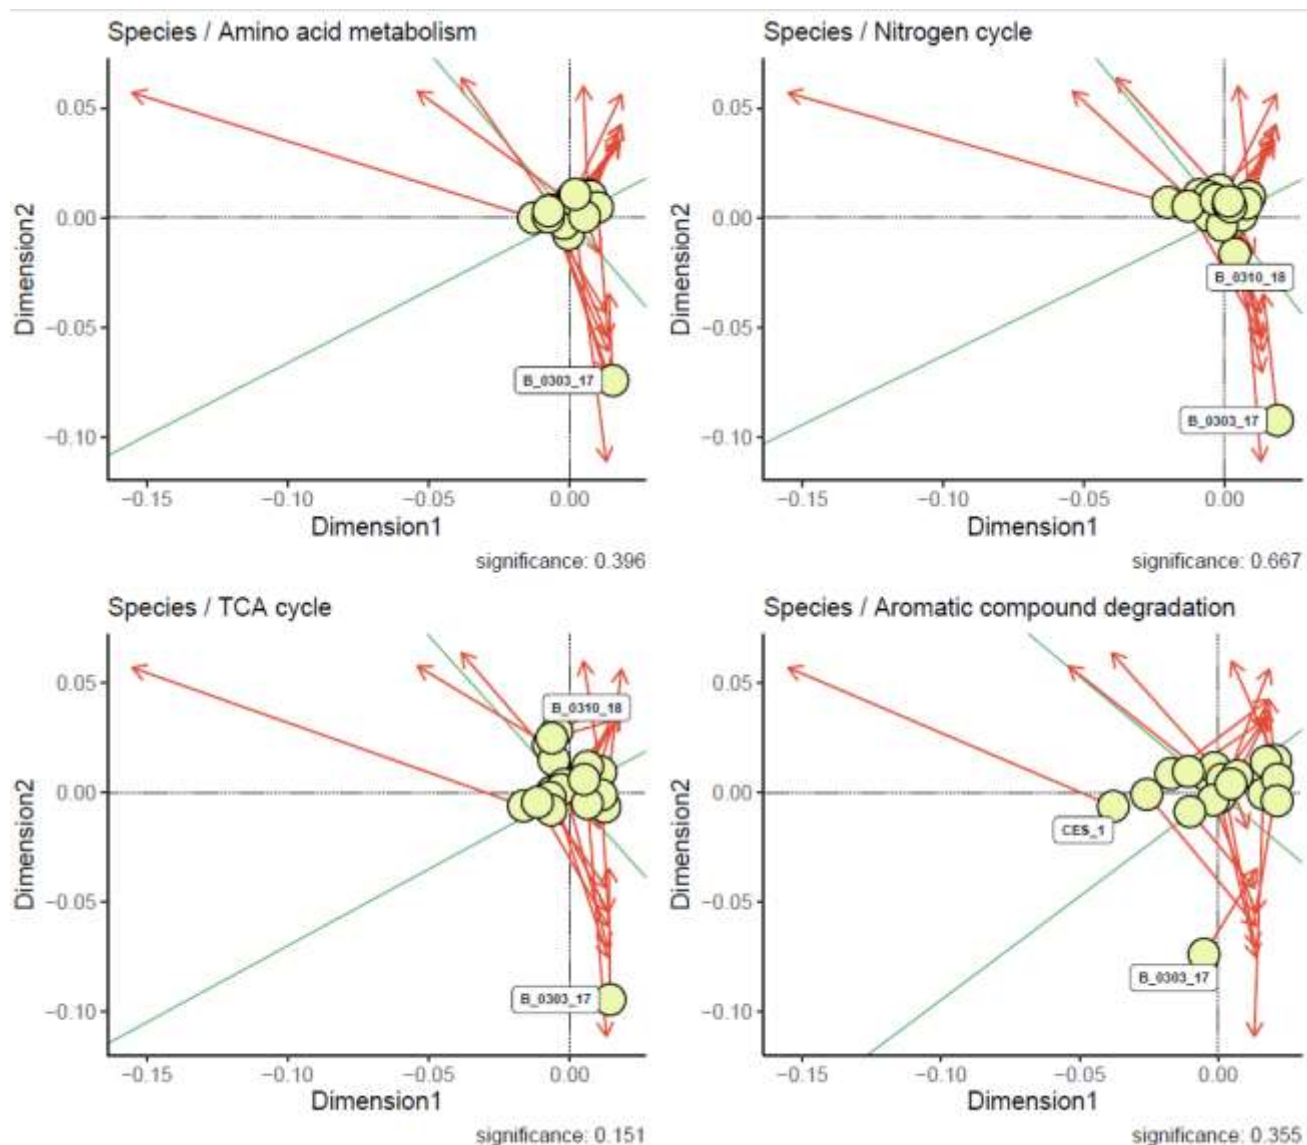 Species / Amino acid metabolism
0.05
0.00
−0.05
−0.10
Dimension2
B_0303_17
−0.15
−0.10
−0.05
0.00
Dimension1
significance: 0.396
Species / Nitrogen cycle
0.05
0.00
−0.05
−0.10
Dimension2
B_0310_18
B_0303_17
−0.15
−0.10
−0.05
0.00
Dimension1
significance: 0.667
Species / TCA cycle
0.05
0.00
−0.05
−0.10
Dimension2
B_0310_18
B_0303_17
−0.15
−0.10
−0.05
0.00
Dimension1
significance: 0.151
Species / Aromatic compound degradation
0.05
0.00
−0.05
−0.10
Dimension2
CES_1
B_0303_17
−0.15
−0.10
−0.05
0.00
Dimension1
significance: 0.355